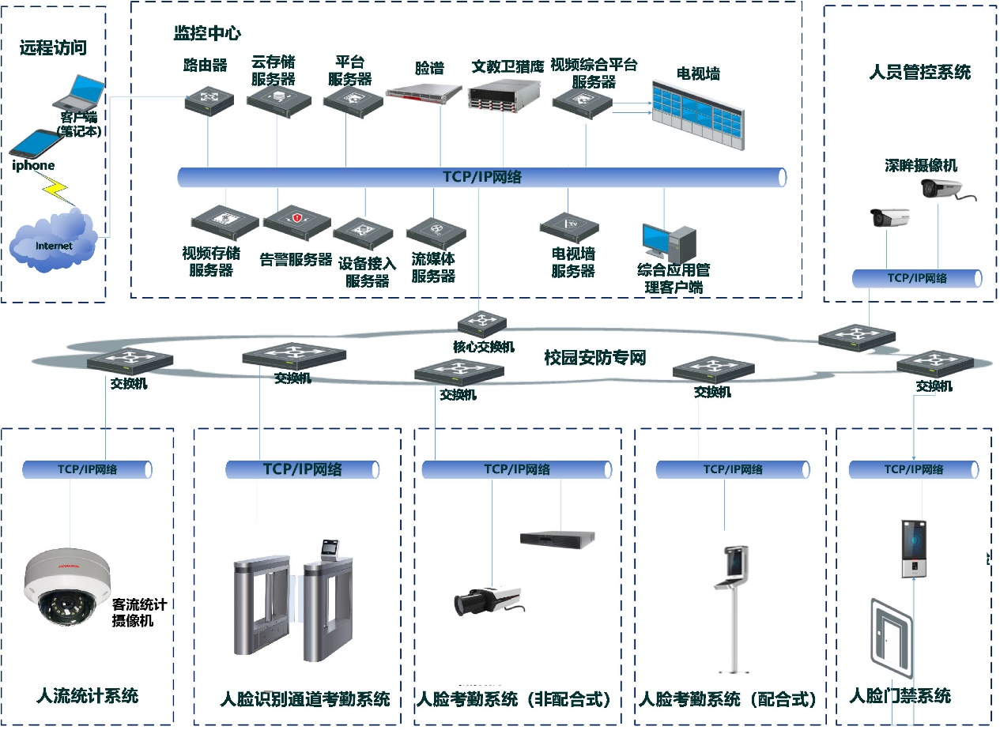 远程访问
客户端
(笔记本)
iphone
Internet
监控中心
路由器
云存储
服务器
平台
服务器
脸谱
文教卫猎鹰
视频综合平台
服务器
电视墙
TCP/IP网络
视频存储
服务器
告警服务器
设备接入
服务器
流媒体
服务器
TV
电视墙
服务器
综合应用管
理客户端
人员管控系统
深眸摄像机
TCP/IP网络
核心交换机
校园安防专网
交换机
交换机
交换机
交换机
交换机
TCP/IP网络
客流统计
摄像机
人流统计系统
TCP/IP网络
人脸识别通道考勤系统
TCP/IP网络
人脸考勤系统（非配合式）
TCP/IP网络
人脸考勤系统（配合式）
TCP/IP网络
人脸门禁系统